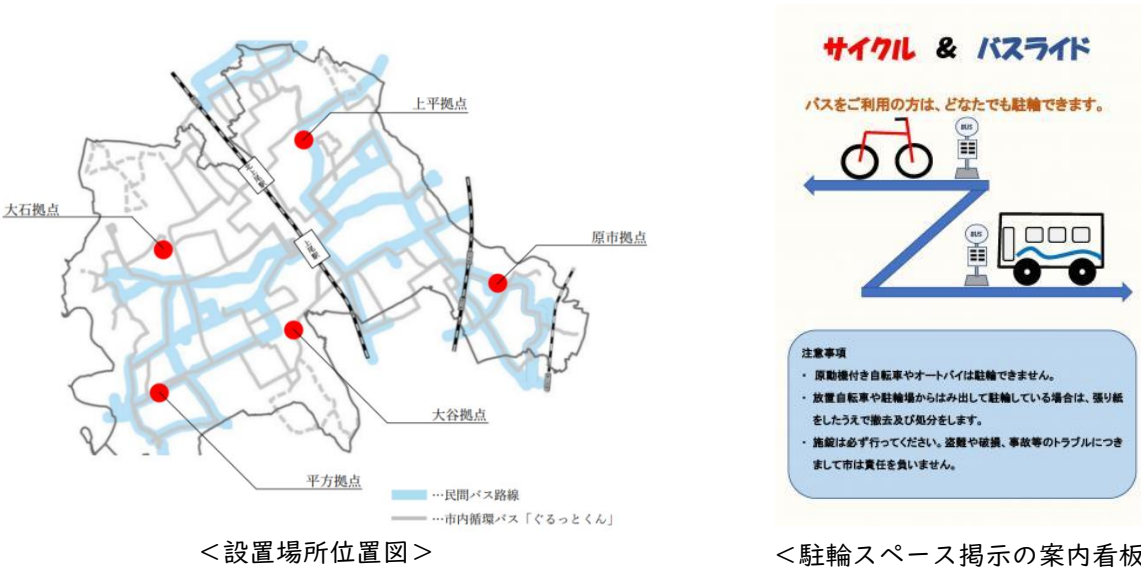 上平拠点
大石拠点
原市拠点
大谷拠点
平方拠点
…民間バス路線
…市内循環バス「ぐるっとくん」
＜設置場所位置図＞
サイクル & バスライド
バスをご利用の方は、どなたでも駐輪できます。
BUS
BUS
注意事項
・ 原動機付き自転車やオートバイは駐輪できません。
・ 放置自転車や駐輪場からはみ出して駐輪している場合は、張り紙
をしたうえで撤去及び処分をします。
・ 施錠は必ず行ってください。盗難や破損、事故等のトラブルにつき
まして市は責任を負いません。
＜駐輪スペース掲示の案内看板